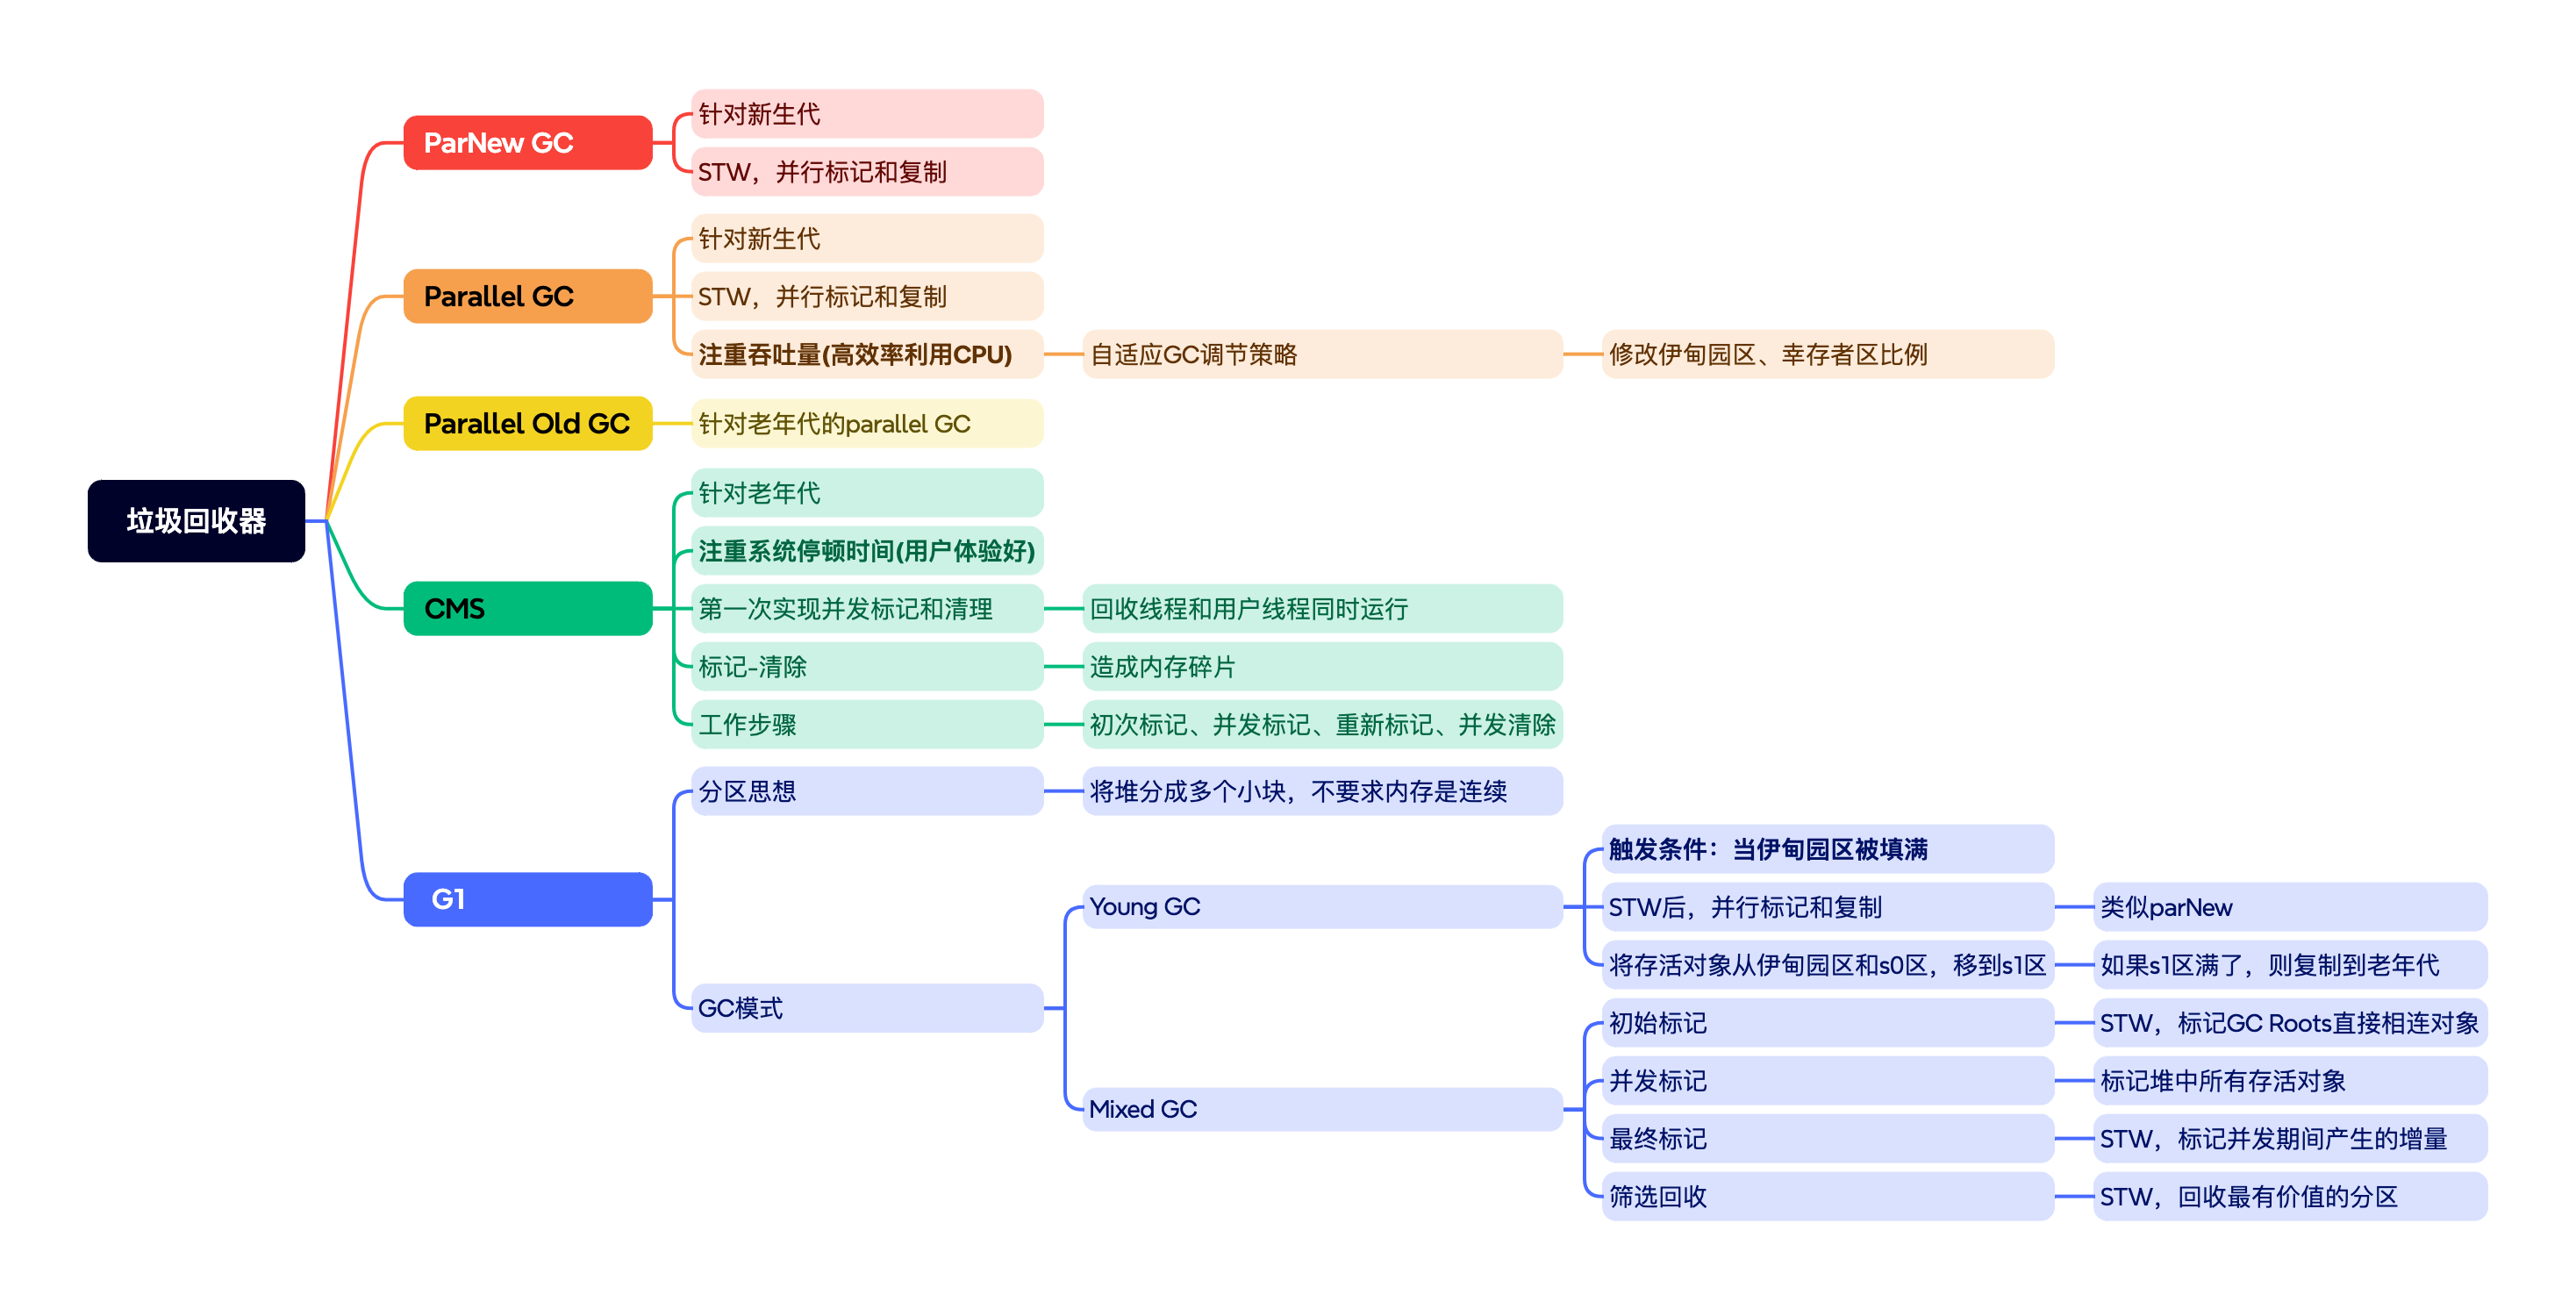 垃圾回收器
ParNew GC
针对新生代
STW，并行标记和复制
Parallel GC
针对新生代
STW，并行标记和复制
注重吞吐量(高效率利用CPU)
自适应GC调节策略
修改伊甸园区、幸存者区比例
Parallel Old GC
针对老年代的parallel GC
CMS
针对老年代
注重系统停顿时间(用户体验好)
第一次实现并发标记和清理
回收线程和用户线程同时运行
标记-清除
造成内存碎片
工作步骤
初次标记、并发标记、重新标记、并发清除
G1
分区思想
将堆分成多个小块，不要求内存是连续
GC模式
Young GC
触发条件：当伊甸园区被填满
STW后，并行标记和复制
类似parNew
将存活对象从伊甸园区和s0区，移到s1区
如果s1区满了，则复制到老年代
Mixed GC
初始标记
STW，标记GC Roots直接相连对象
并发标记
标记堆中所有存活对象
最终标记
STW，标记并发期间产生的增量
筛选回收
STW，回收最有价值的分区